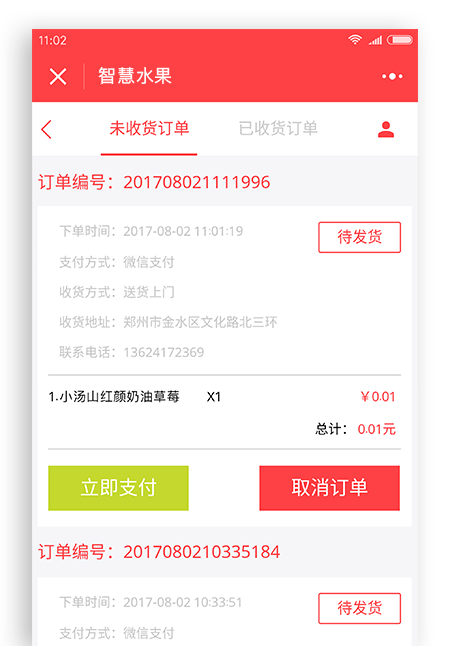 11:02
智慧水果
未收货订单 已收货订单
订单编号：201708021111996
下单时间：2017-08-02 11:01:19 待发货
支付方式：微信支付
收货方式：送货上门
收货地址：郑州市金水区文化路北三环
联系电话：13624172369
1.小汤山红颜奶油草莓 X1 ￥0.01
总计：0.01元
立即支付 取消订单
订单编号：2017080210335184
下单时间：2017-08-02 10:33:51 待发货
支付方式：微信支付